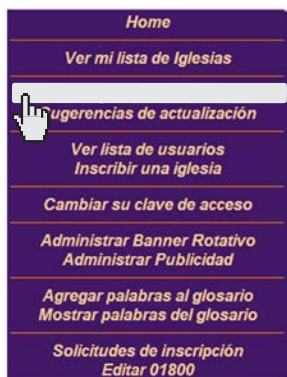 Home
Ver mi lista de Iglesias
Sugerencias de actualización
Ver lista de usuarios
Inscribir una iglesia
Cambiar su clave de acceso
Administrar Banner Rotativo
Administrar Publicidad
Agregar palabras al glosario
Mostrar palabras del glosario
Solicitudes de inscripción
Editar 01800